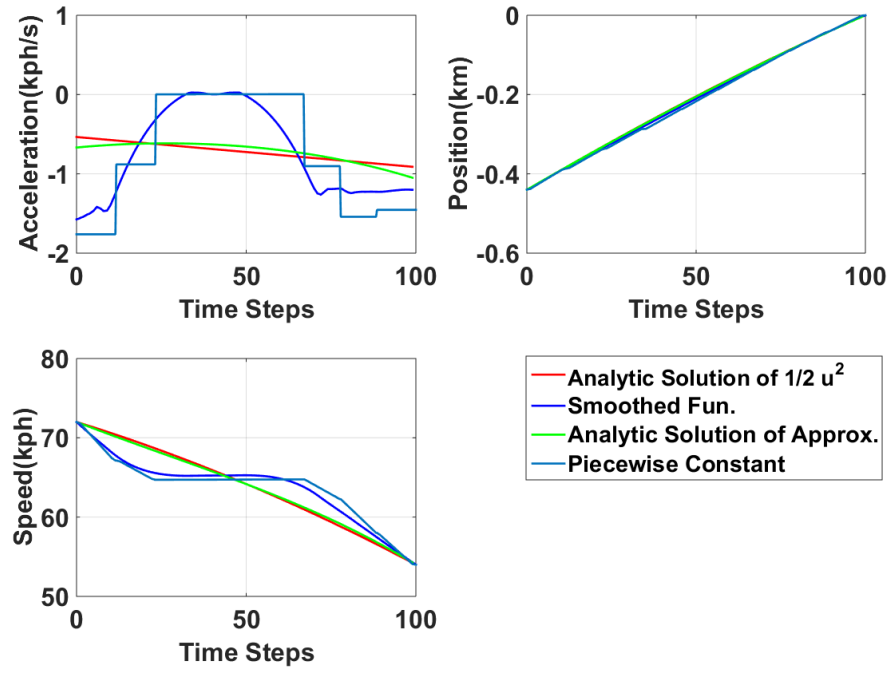 1
0
-1
-2
Acceleration(kph/s)
0
50
100
Time Steps
0
-0.2
-0.4
-0.6
Position(km)
0
50
100
Time Steps
80
70
60
50
Speed(kph)
0
50
100
Time Steps
Analytic Solution of 1/2 u²
Smoothed Fun.
Analytic Solution of Approx.
Piecewise Constant